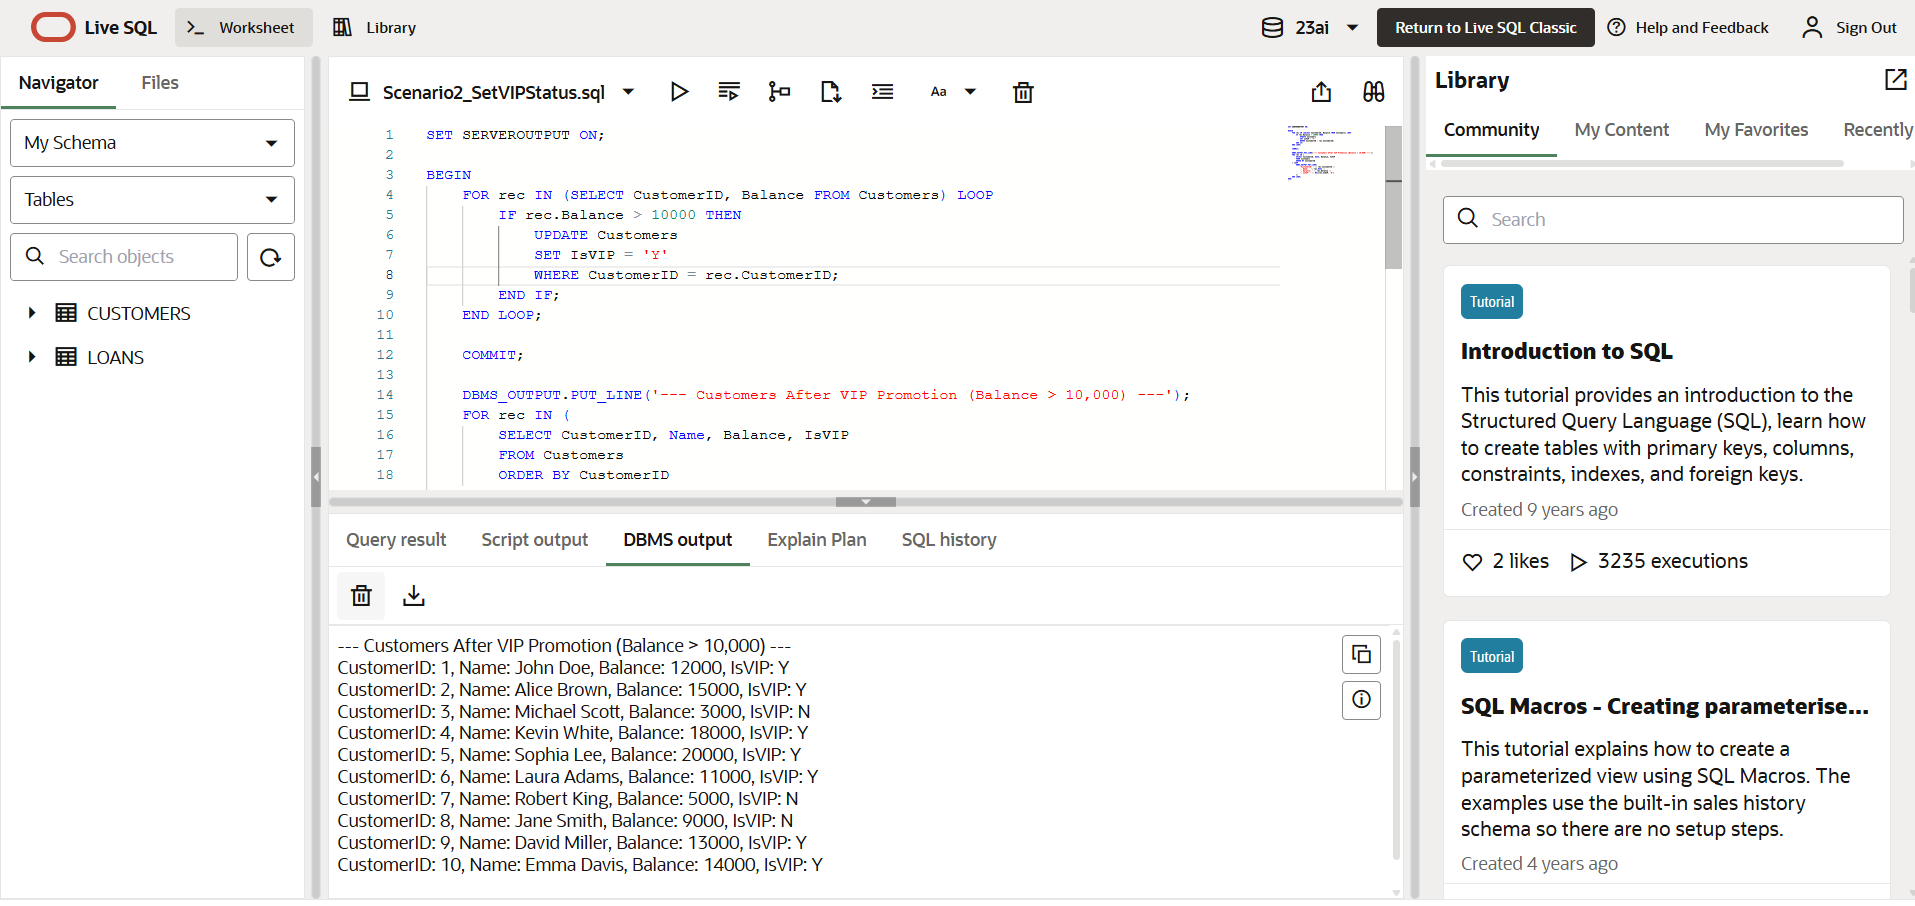 Live SQL
Worksheet
Library
23ai
Return to Live SQL Classic
Help and Feedback
Sign Out
Navigator
Files
My Schema
Tables
Search objects
CUSTOMERS
LOANS
Scenario2_SetVIPStatus.sql
Aa
1 SET SERVEROUTPUT ON;
2
3 BEGIN
4 FOR rec IN (SELECT CustomerID, Balance FROM Customers) LOOP
5 IF rec.Balance > 10000 THEN
6 UPDATE Customers
7 SET IsVIP = 'Y'
8 WHERE CustomerID = rec.CustomerID;
9 END IF;
10 END LOOP;
11
12 COMMIT;
13
14 DBMS_OUTPUT.PUT_LINE('--- Customers After VIP Promotion (Balance > 10,000) ---');
15 FOR rec IN (
16 SELECT CustomerID, Name, Balance, IsVIP
17 FROM Customers
18 ORDER BY CustomerID
Query result
Script output
DBMS output
Explain Plan
SQL history
--- Customers After VIP Promotion (Balance > 10,000) ---
CustomerID: 1, Name: John Doe, Balance: 12000, IsVIP: Y
CustomerID: 2, Name: Alice Brown, Balance: 15000, IsVIP: Y
CustomerID: 3, Name: Michael Scott, Balance: 3000, IsVIP: N
CustomerID: 4, Name: Kevin White, Balance: 18000, IsVIP: Y
CustomerID: 5, Name: Sophia Lee, Balance: 20000, IsVIP: Y
CustomerID: 6, Name: Laura Adams, Balance: 11000, IsVIP: Y
CustomerID: 7, Name: Robert King, Balance: 5000, IsVIP: N
CustomerID: 8, Name: Jane Smith, Balance: 9000, IsVIP: N
CustomerID: 9, Name: David Miller, Balance: 13000, IsVIP: Y
CustomerID: 10, Name: Emma Davis, Balance: 14000, IsVIP: Y
Library
Community
My Content
My Favorites
Recently
Search
Tutorial
Introduction to SQL
This tutorial provides an introduction to the
Structured Query Language (SQL), learn how
to create tables with primary keys, columns,
constraints, indexes, and foreign keys.
Created 9 years ago
2 likes
3235 executions
Tutorial
SQL Macros - Creating parameterise...
This tutorial explains how to create a
parameterized view using SQL Macros. The
examples use the built-in sales history
schema so there are no setup steps.
Created 4 years ago